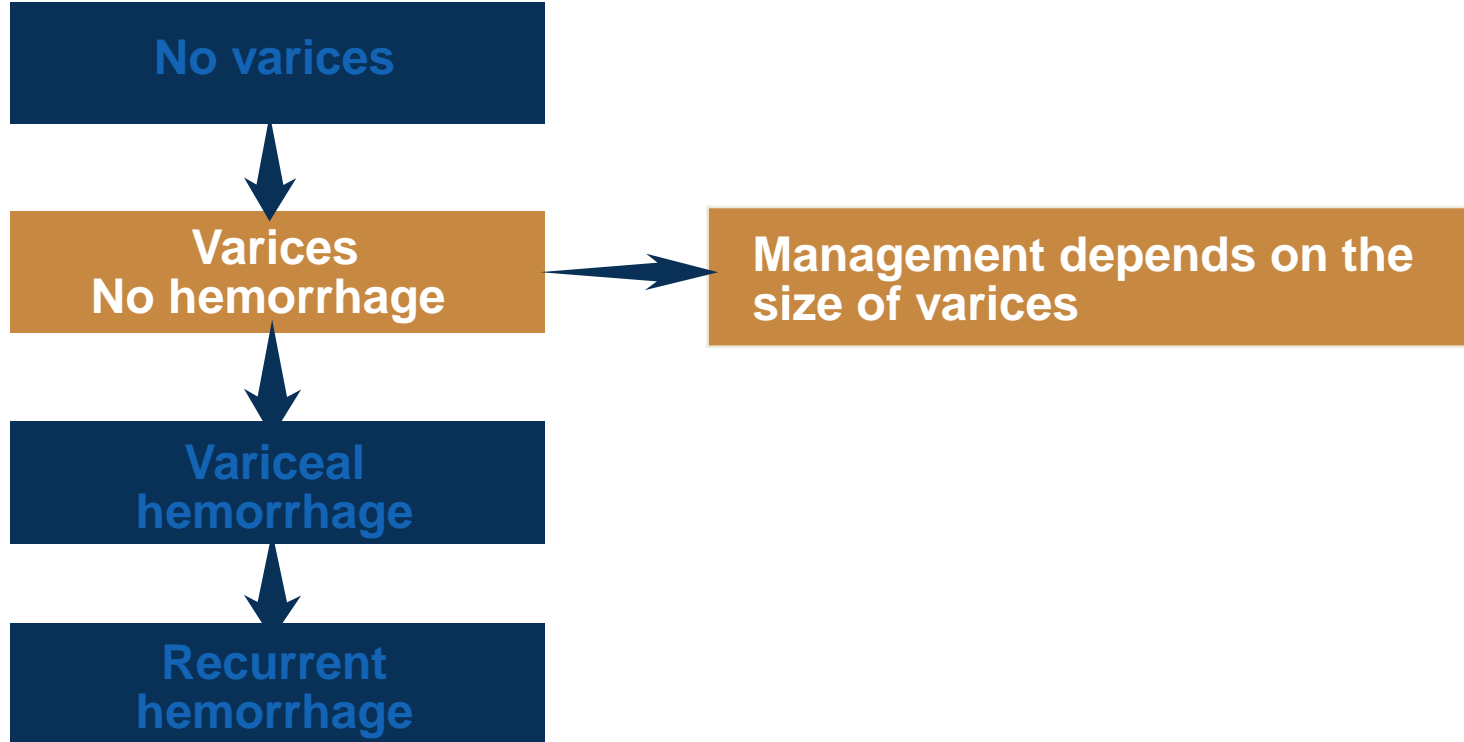 No varices
Varices
No hemorrhage
Management depends on the
size of varices
Variceal
hemorrhage
Recurrent
hemorrhage